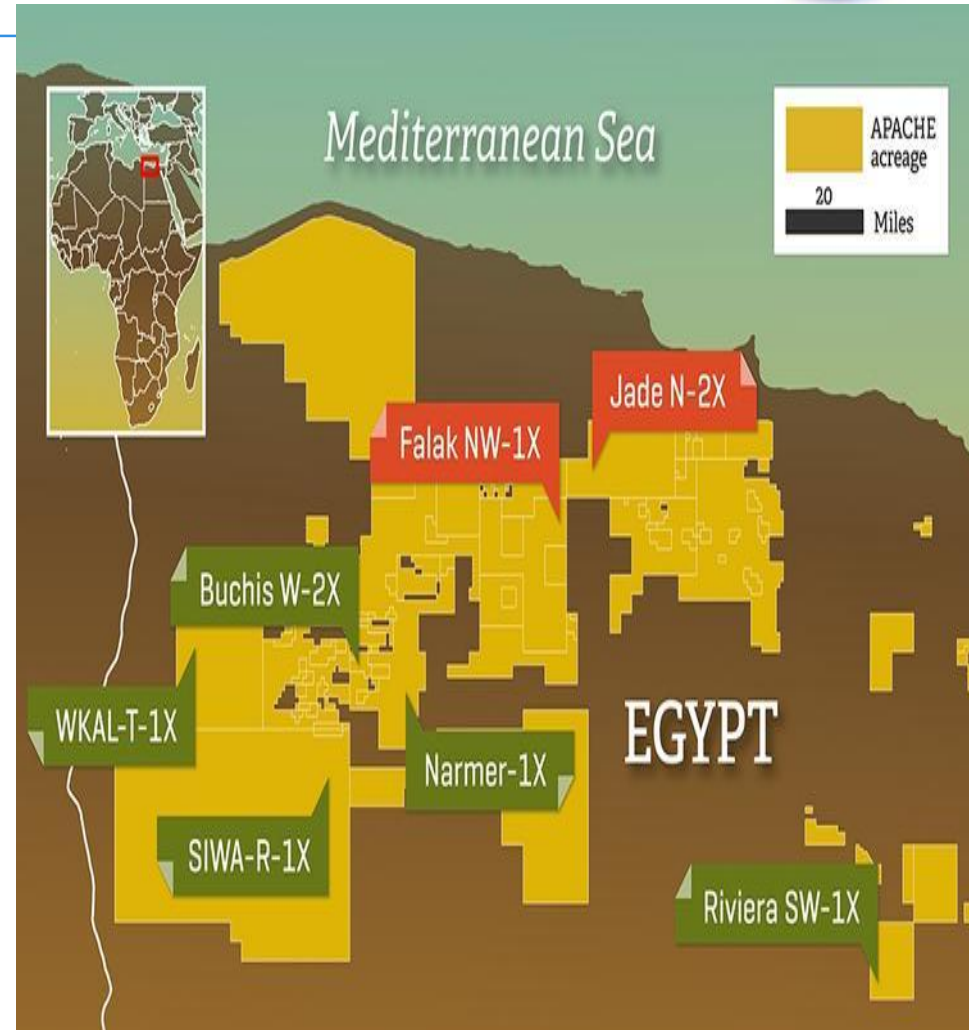 Mediterranean Sea
APACHE
acreage
20
Miles
Jade N-2X
Falak NW-1X
Buchis W-2X
WKAL-T-1X
EGYPT
Narmer-1X
SIWA-R-1X
Riviera SW-1X